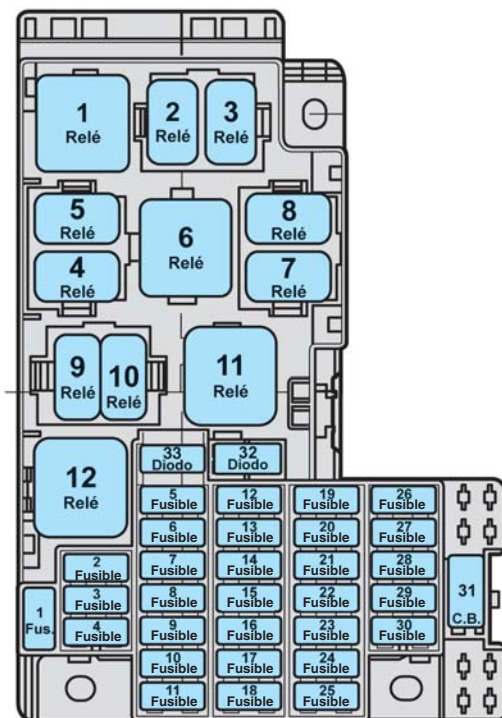 1
Relé
2
Relé
3
Relé
5
Relé
6
Relé
8
Relé
4
Relé
7
Relé
9
Relé
10
Relé
11
Relé
12
Relé
33
Diodo
32
Diodo
5
Fusible
12
Fusible
19
Fusible
26
Fusible
6
Fusible
13
Fusible
20
Fusible
27
Fusible
2
Fusible
7
Fusible
14
Fusible
21
Fusible
28
Fusible
3
Fusible
8
Fusible
15
Fusible
22
Fusible
29
Fusible
31
C.B.
1
Fus.
4
Fusible
9
Fusible
16
Fusible
23
Fusible
30
Fusible
10
Fusible
17
Fusible
24
Fusible
11
Fusible
18
Fusible
25
Fusible